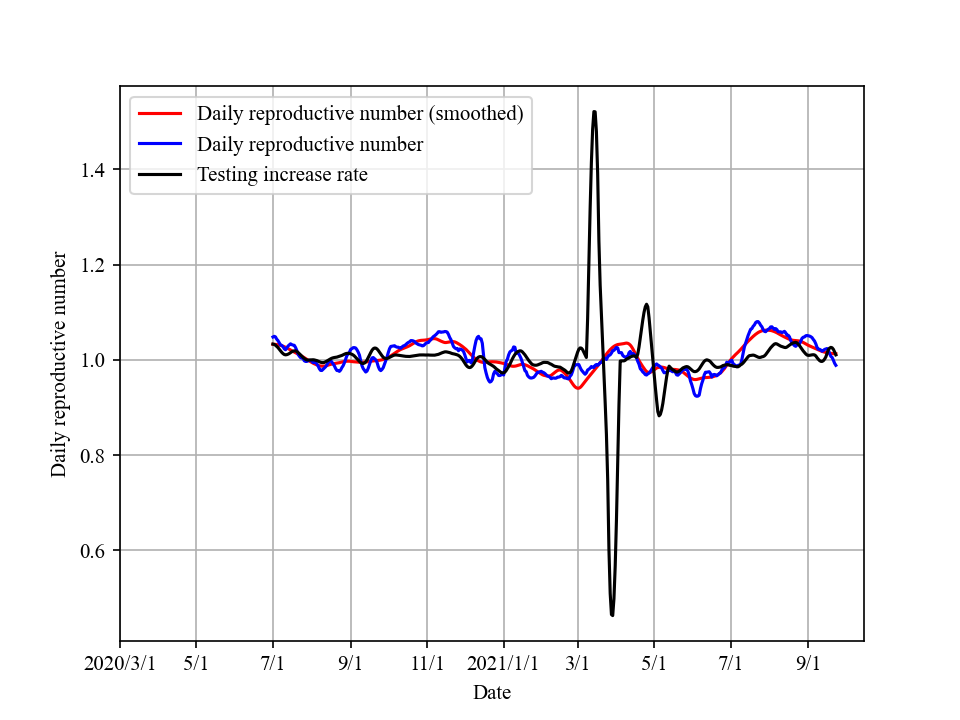 Daily reproductive number (smoothed)
Daily reproductive number
Testing increase rate
Daily reproductive number
1.4
1.2
1.0
0.8
0.6
2020/3/1 5/1 7/1 9/1 11/1 2021/1/1 3/1 5/1 7/1 9/1
Date